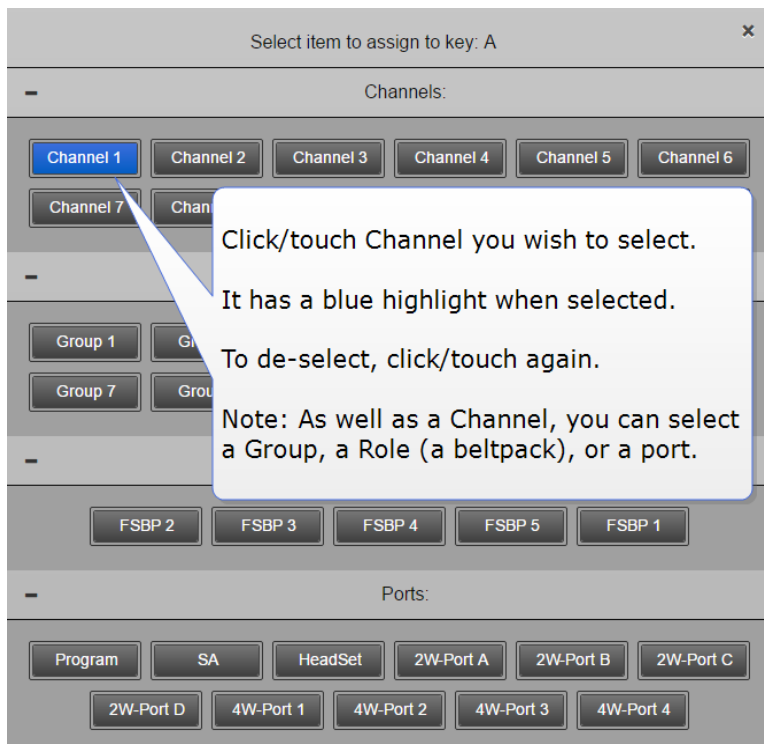 Select item to assign to key: A
×
Channels:
Channel 1 Channel 2 Channel 3 Channel 4 Channel 5 Channel 6
Channel 7
Click/touch Channel you wish to select.
It has a blue highlight when selected.
To de-select, click/touch again.
Note: As well as a Channel, you can select
a Group, a Role (a beltpack), or a port.
Group 1
Group 7
FSBP 2 FSBP 3 FSBP 4 FSBP 5 FSBP 1
Ports:
Program SA HeadSet 2W-Port A 2W-Port B 2W-Port C
2W-Port D 4W-Port 1 4W-Port 2 4W-Port 3 4W-Port 4